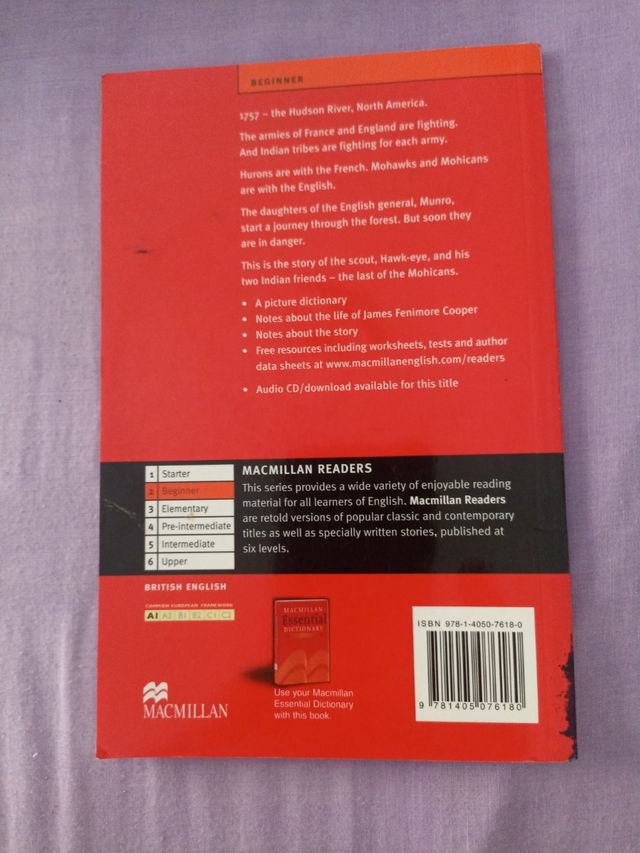 BEGINNER
1757 – the Hudson River, North America.
The armies of France and England are fighting.
And Indian tribes are fighting for each army.
Hurons are with the French. Mohawks and Mohicans
are with the English.
The daughters of the English general, Munro,
start a journey through the forest. But soon they
are in danger.
This is the story of the scout, Hawk-eye, and his
two Indian friends – the last of the Mohicans.
• A picture dictionary
• Notes about the life of James Fenimore Cooper
• Notes about the story
• Free resources including worksheets, tests and author
data sheets at www.macmillanenglish.com/readers
• Audio CD/download available for this title
1 Starter
2 Beginner
3 Elementary
4 Pre-intermediate
5 Intermediate
6 Upper
MACMILLAN READERS
This series provides a wide variety of enjoyable reading
material for all learners of English. Macmillan Readers
are retold versions of popular classic and contemporary
titles as well as specially written stories, published at
six levels.
BRITISH ENGLISH
COMMON EUROPEAN FRAMEWORK
A1 A2 B1 B2 C1 C2
MACMILLAN
MACMILLAN
Essential
DICTIONARY
Use your Macmillan
Essential Dictionary
with this book.
ISBN 978-1-4050-7618-0
9 781405 076180